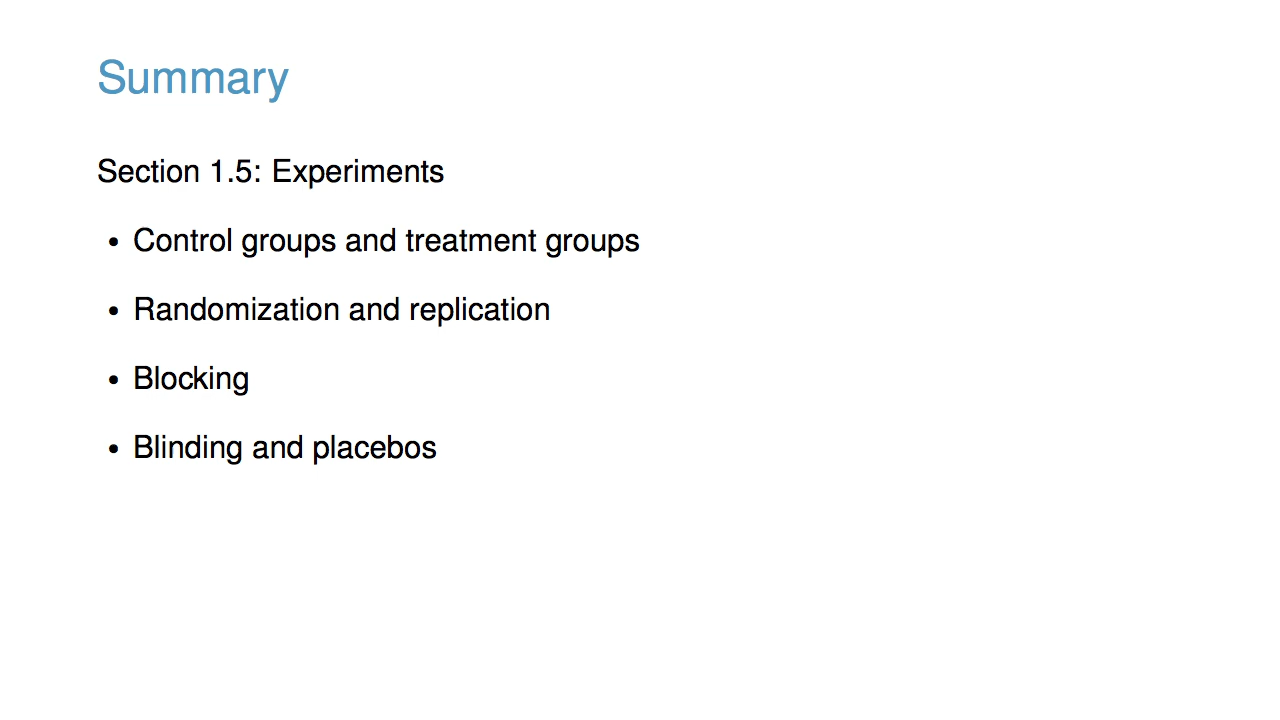 Summary
Section 1.5: Experiments
• Control groups and treatment groups
• Randomization and replication
• Blocking
• Blinding and placebos